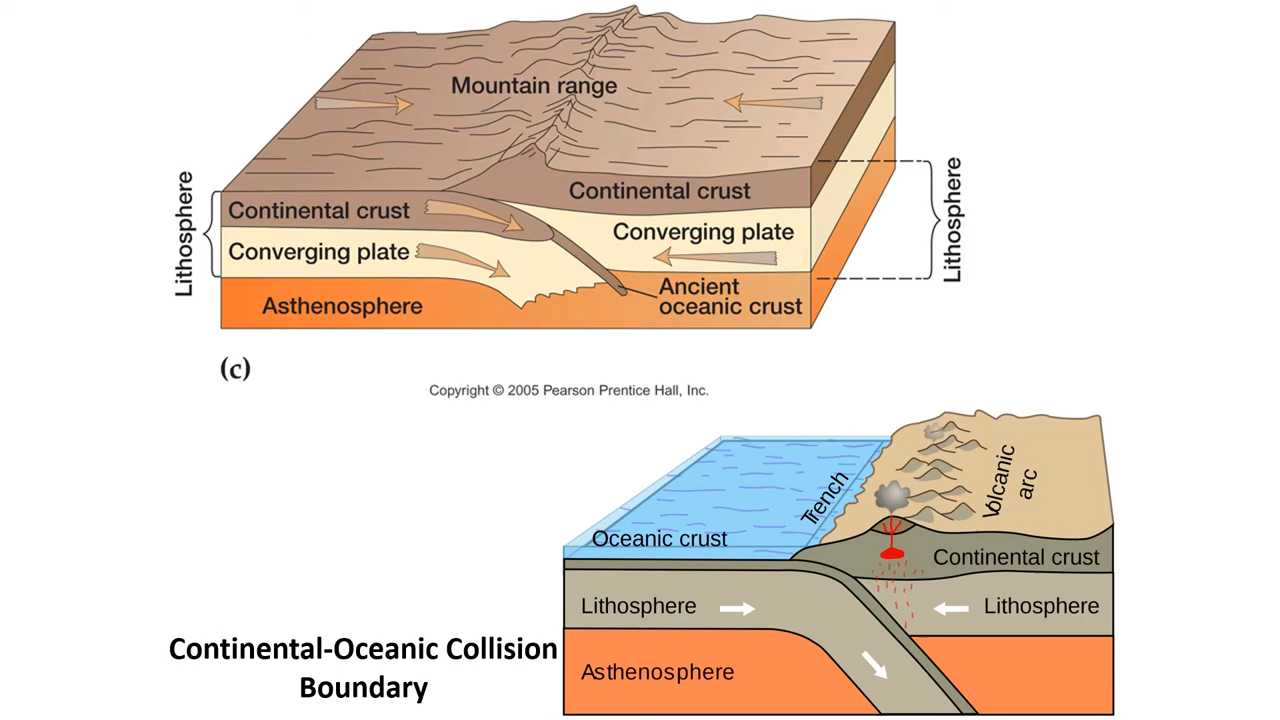 Mountain range
Continental crust
Continental crust
Converging plate
Converging plate
Lithosphere
Lithosphere
Ancient
oceanic crust
Asthenosphere
(c)
Copyright © 2005 Pearson Prentice Hall, Inc.
Volcanic
arc
Trench
Oceanic crust
Continental crust
Lithosphere
Lithosphere
Asthenosphere
Continental-Oceanic Collision
Boundary